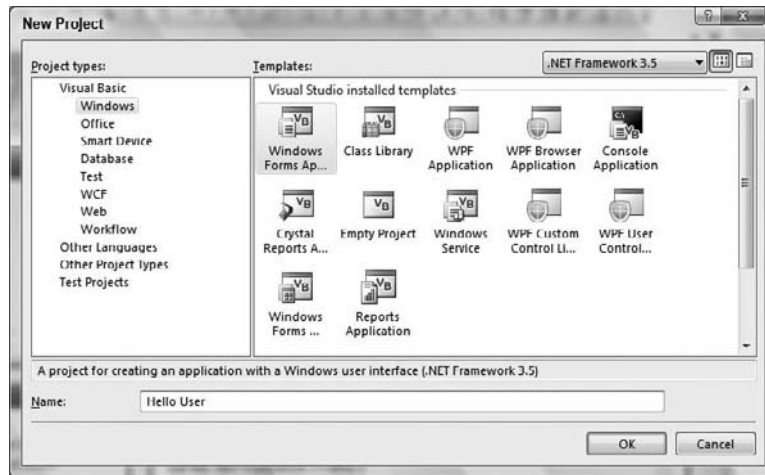 New Project
Project types:
Templates:
.NET Framework 3.5
Visual Basic
Windows
Office
Smart Device
Database
Test
WCF
Web
Workflow
Other Languages
Other Project Types
Test Projects
Visual Studio installed templates
Windows Forms Ap...
Class Library
WPF Application
WPF Browser Application
Console Application
Crystal Reports A...
Empty Project
Windows Service
WPF Custom Control Li...
WPF User Control...
Windows Forms ...
Reports Application
A project for creating an application with a Windows user interface (.NET Framework 3.5)
Name:
Hello User
OK
Cancel